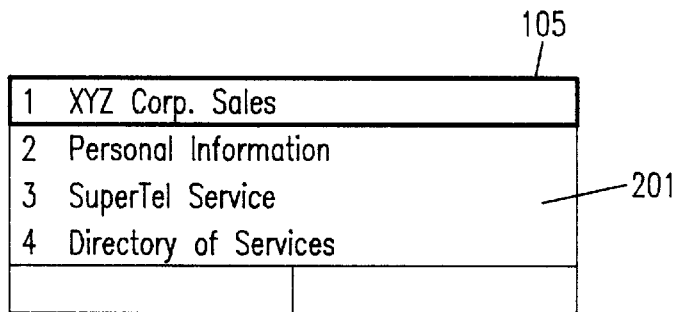 105
1 XYZ Corp. Sales
2 Personal Information
3 SuperTel Service
201
4 Directory of Services